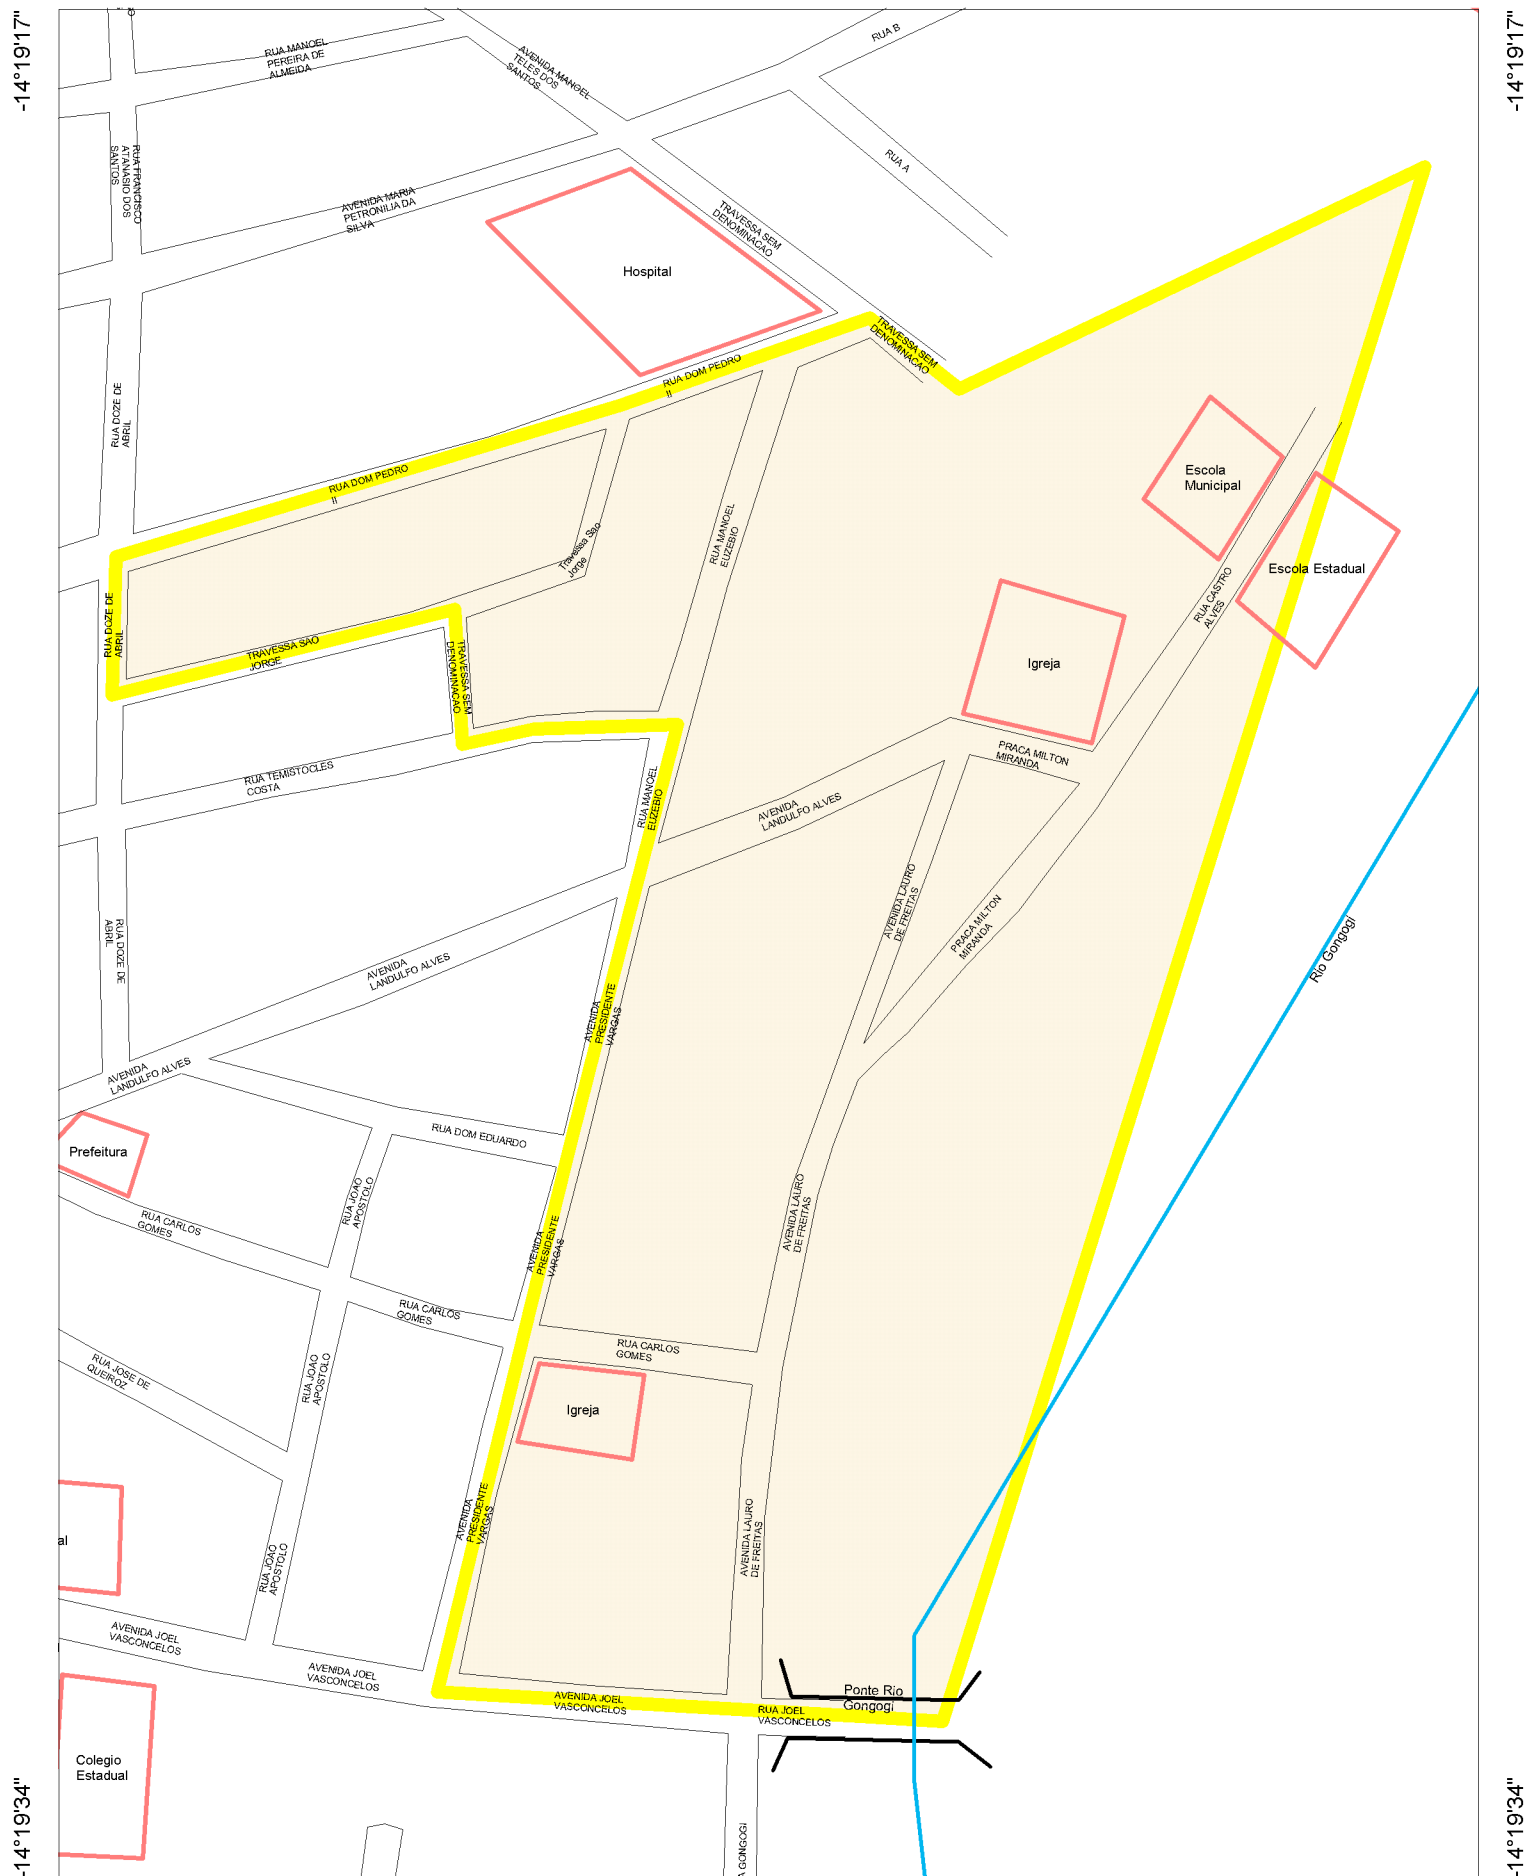 -14°19'17"
-14°19'17"
RUA MANOEL
PEREIRA DE
ALMEIDA
AVENIDA MANOEL
TELES DOS
SANTOS
RUA B
RUA A
RUA FRANCISCO
ATANASIO DOS
SANTOS
AVENIDA MARIA
PETRONILIA DA
SILVA
TRAVESSA SEM
DENOMINACAO
Hospital
TRAVESSA SEM
DENOMINACAO
RUA DOM PEDRO
II
RUA DOZE DE
ABRIL
RUA DOM PEDRO
II
Escola
Municipal
RUA MANOEL
EUZEBIO
Travessa Sao
Jorge
Escola Estadual
RUA CASTRO
ALVES
RUA DOZE DE
ABRIL
TRAVESSA SAO
JORGE
TRAVESSA SEM
DENOMINACAO
Igreja
PRACA MILTON
MIRANDA
RUA TEMISTOCLES
COSTA
RUA MANOEL
EUZEBIO
AVENIDA
LANDULFO ALVES
AVENIDA LAURO
DE FREITAS
PRACA MILTON
MIRANDA
Rio Gongogi
RUA DOZE DE
ABRIL
AVENIDA
LANDULFO ALVES
AVENIDA
PRESIDENTE
VARGAS
AVENIDA
LANDULFO ALVES
RUA DOM EDUARDO
Prefeitura
RUA JOAO
APOSTOLO
RUA CARLOS
GOMES
AVENIDA LAURO
DE FREITAS
AVENIDA
PRESIDENTE
VARGAS
RUA CARLOS
GOMES
RUA CARLOS
GOMES
RUA JOSE DE
QUEIROZ
RUA JOAO
APOSTOLO
Igreja
AVENIDA
PRESIDENTE
VARGAS
al
RUA JOAO
APOSTOLO
AVENIDA LAURO
DE FREITAS
AVENIDA JOEL
VASCONCELOS
AVENIDA JOEL
VASCONCELOS
AVENIDA JOEL
VASCONCELOS
Ponte Rio
Gongogi
RUA JOEL
VASCONCELOS
Colegio
Estadual
A GONGOGI
-14°19'34"
-14°19'34"